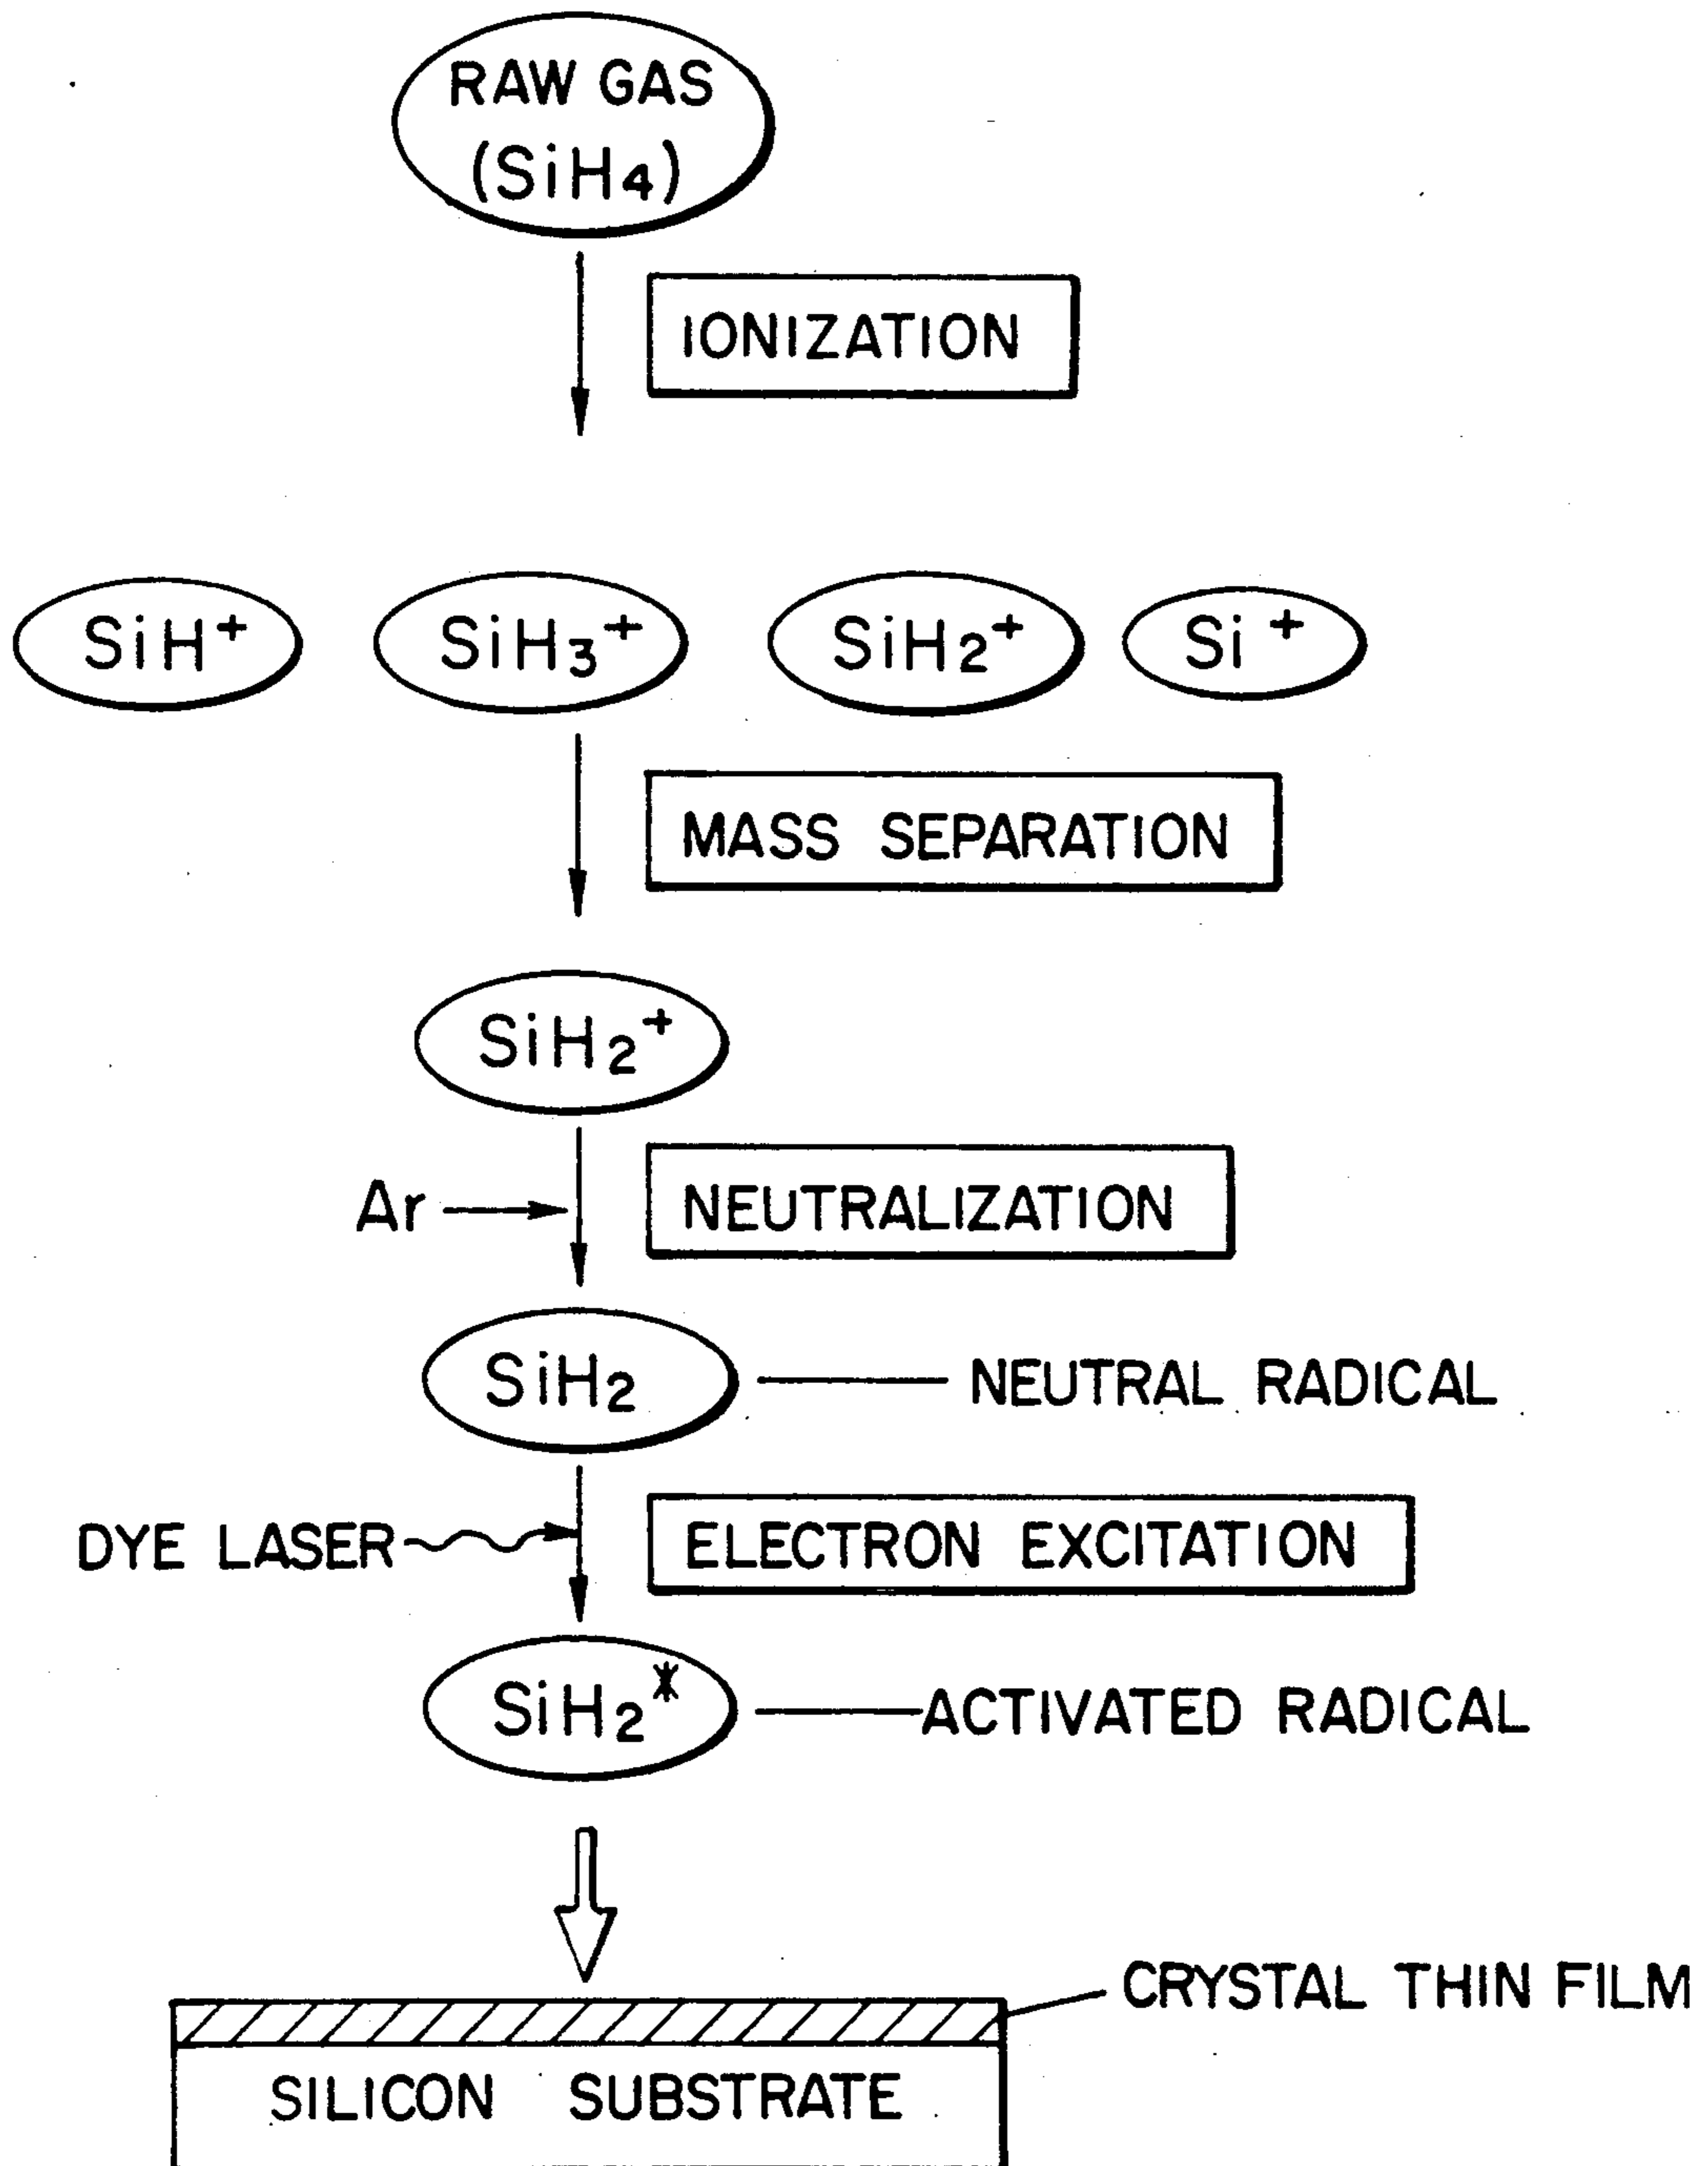 RAW GAS
(SiH4)
IONIZATION
SiH+
SiH3+
SiH2+
Si+
MASS SEPARATION
SiH2+
Ar
NEUTRALIZATION
SiH2
NEUTRAL RADICAL
DYE LASER
ELECTRON EXCITATION
SiH2*
ACTIVATED RADICAL
CRYSTAL THIN FILM
SILICON SUBSTRATE